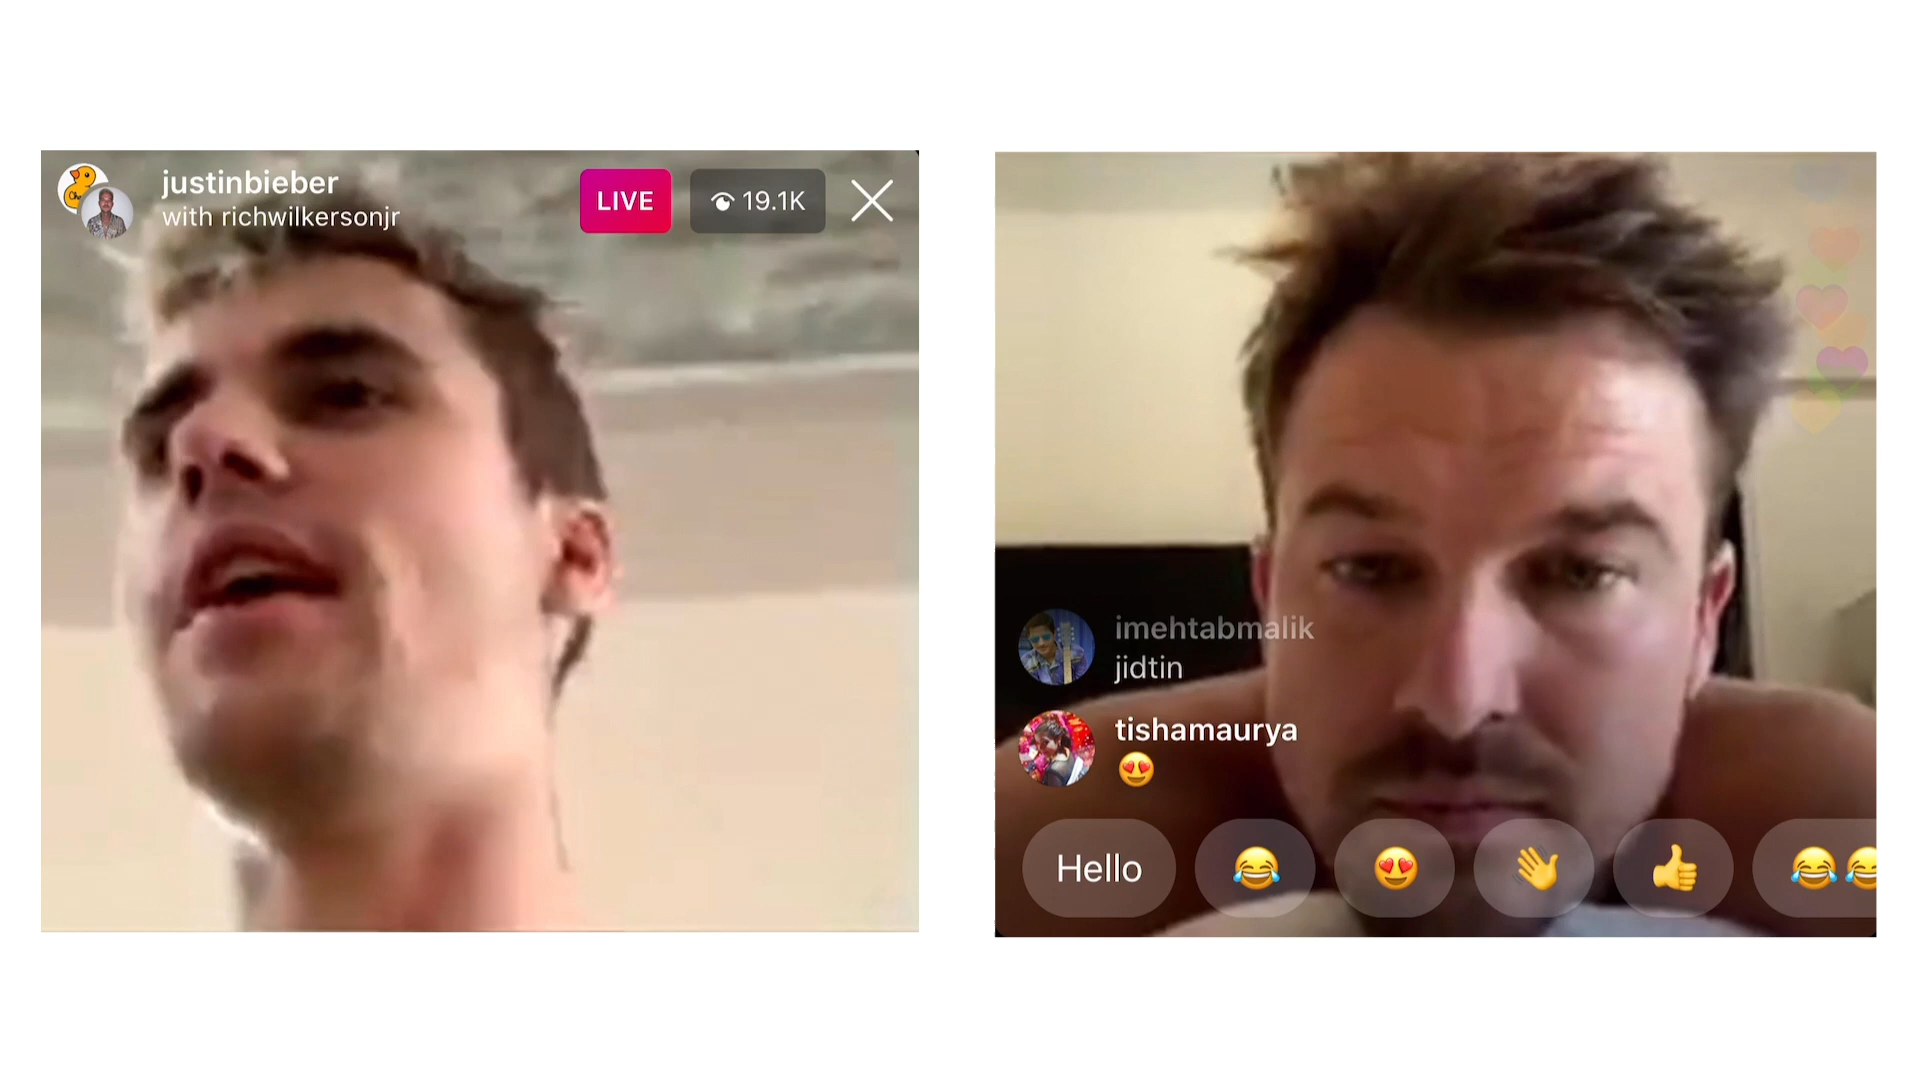 justinbieber
with richwilkersonjr
LIVE
19.1K
imehtabmalik
jidtin
tishamaurya
Hello